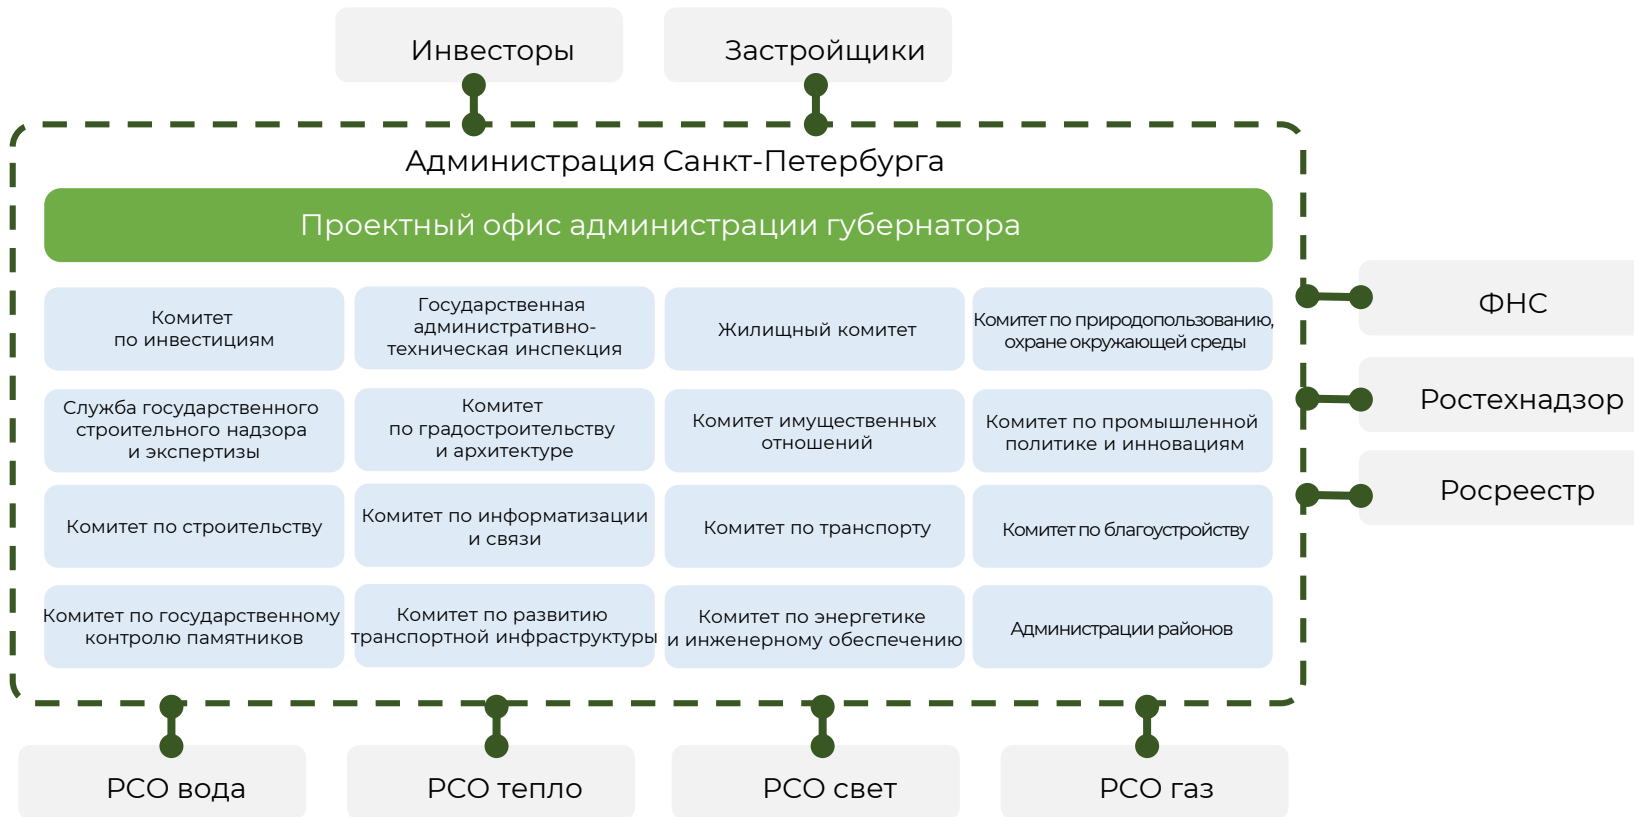 Инвесторы
Застройщики
Администрация Санкт-Петербурга
Проектный офис администрации губернатора
Комитет
по инвестициям
Государственная
административно-
техническая инспекция
Жилищный комитет
Комитет по природопользованию,
охране окружающей среды
ФНС
Служба государственного
строительного надзора
и экспертизы
Комитет
по градостроительству
и архитектуре
Комитет имущественных
отношений
Комитет по промышленной
политике и инновациям
Ростехнадзор
Комитет по строительству
Комитет по информатизации
и связи
Комитет по транспорту
Комитет по благоустройству
Росреестр
Комитет по государственному
контролю памятников
Комитет по развитию
транспортной инфраструктуры
Комитет по энергетике
и инженерному обеспечению
Администрации районов
РСО вода
РСО тепло
РСО свет
РСО газ